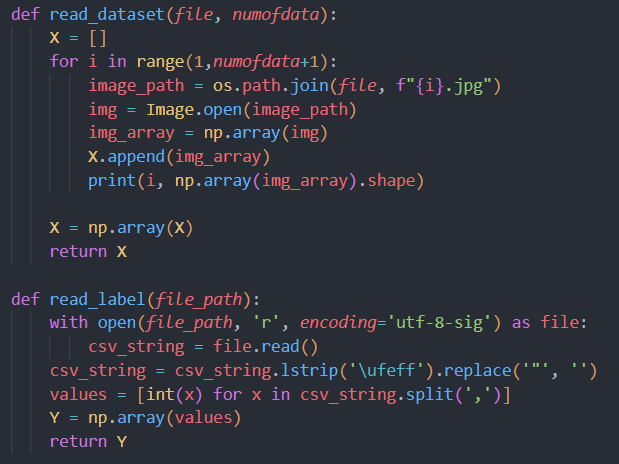 def read_dataset(file, numofdata):
    X = []
    for i in range(1,numofdata+1):
        image_path = os.path.join(file, f"{i}.jpg")
        img = Image.open(image_path)
        img_array = np.array(img)
        X.append(img_array)
        print(i, np.array(img_array).shape)

    X = np.array(X)
    return X

def read_label(file_path):
    with open(file_path, 'r', encoding='utf-8-sig') as file:
        csv_string = file.read()
    csv_string = csv_string.lstrip('\ufeff').replace('"', '')
    values = [int(x) for x in csv_string.split(',')]
    Y = np.array(values)
    return Y